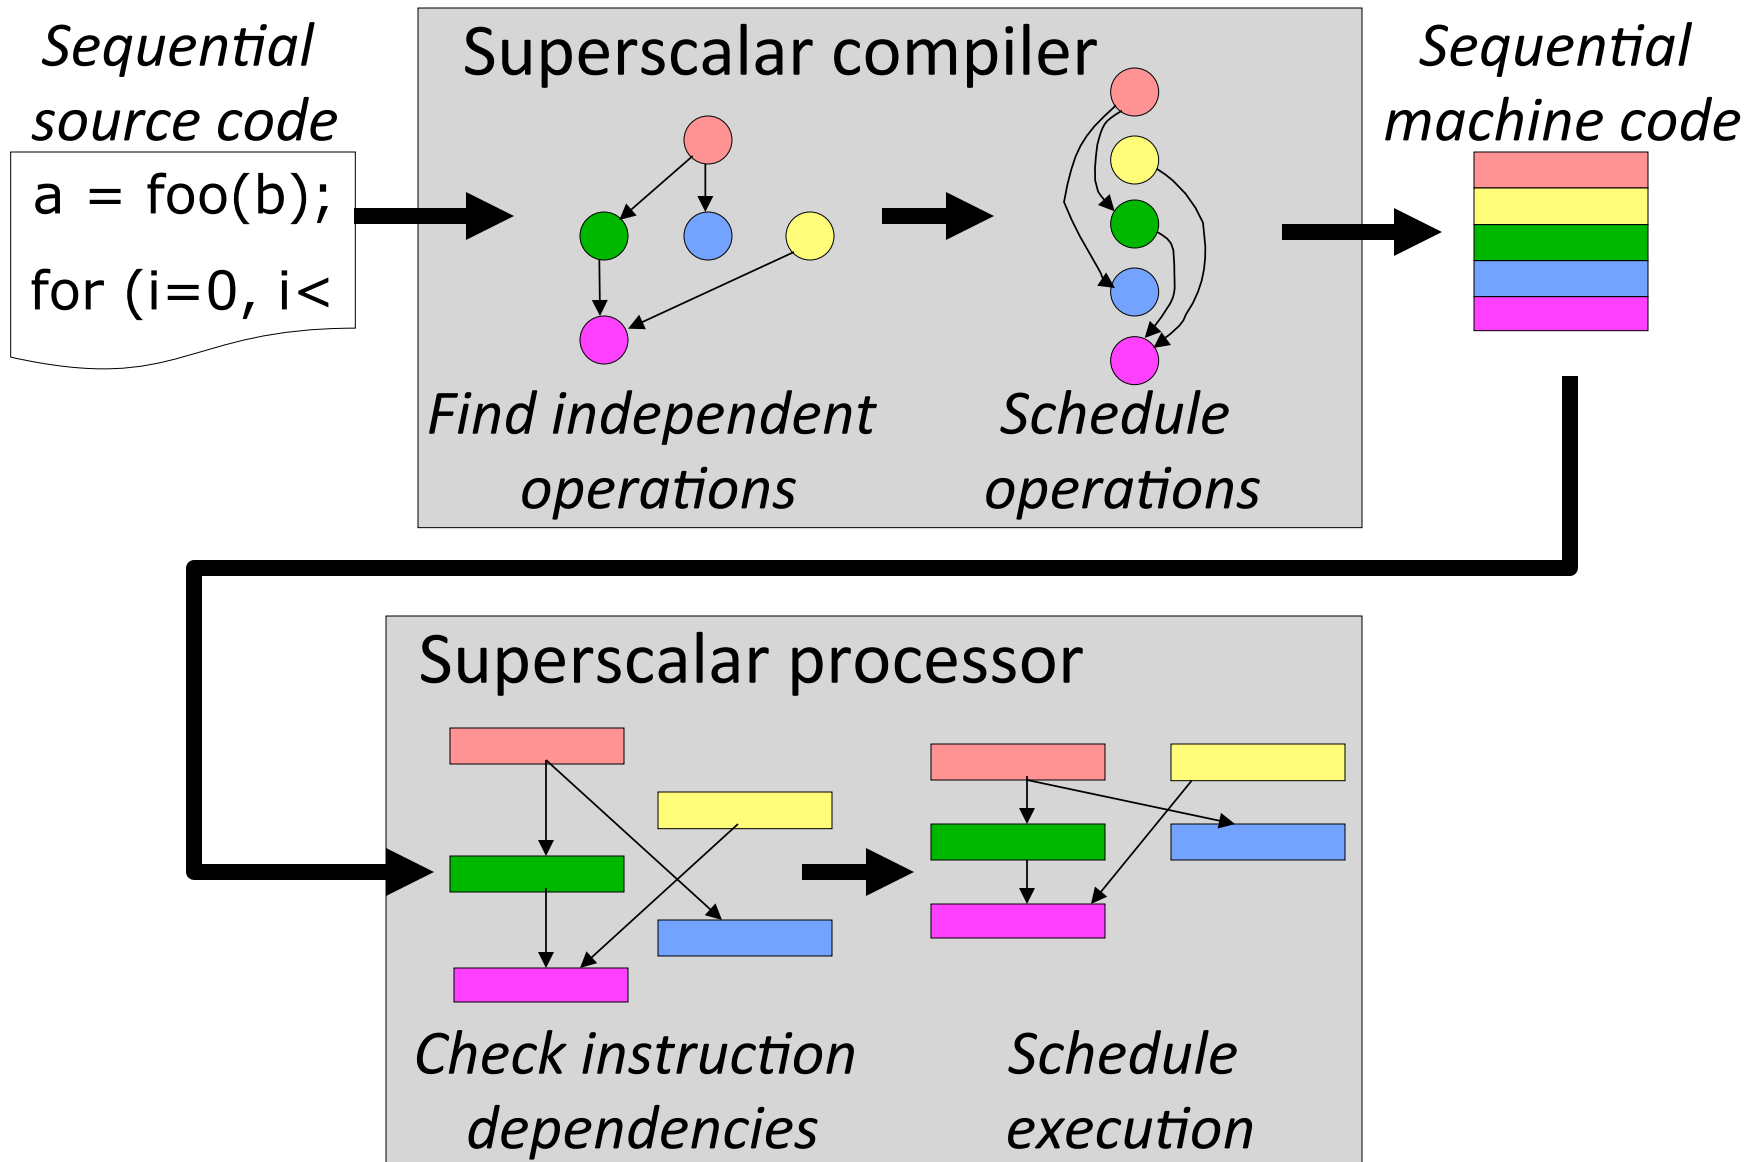 Sequential
source code
a = foo(b);
for (i=0, i<
Superscalar compiler
Find independent
operations
Schedule
operations
Sequential
machine code
Superscalar processor
Check instruction
dependencies
Schedule
execution